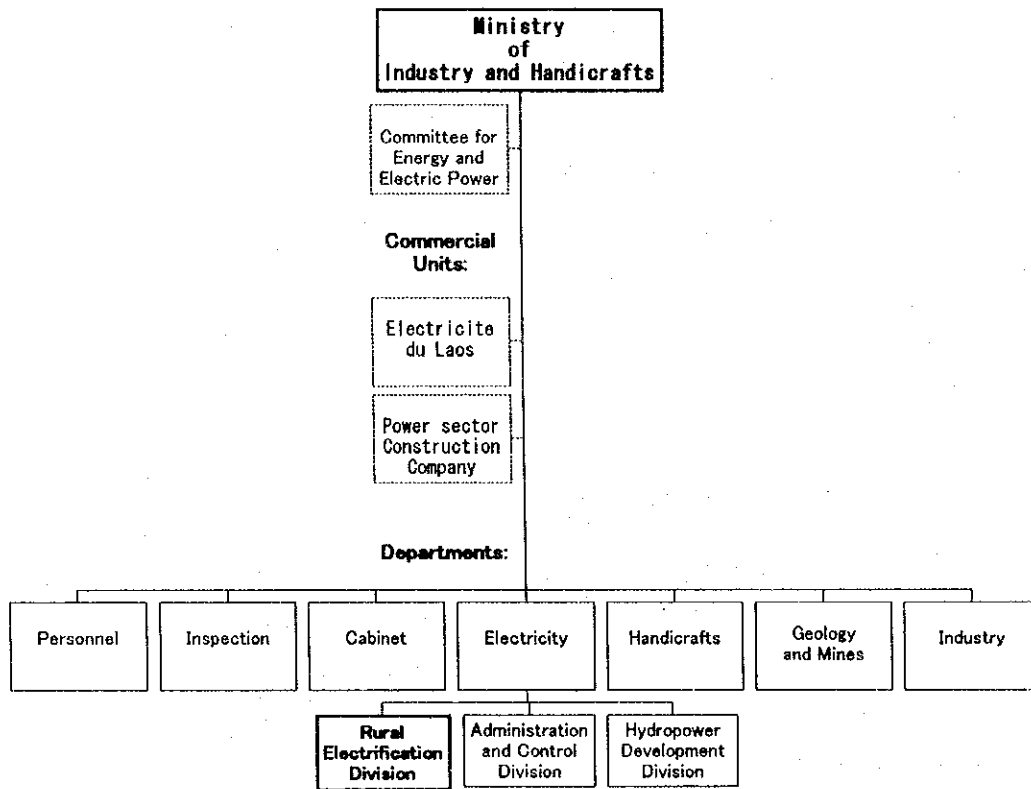 Ministry
of
Industry and Handicrafts
Committee for
Energy and
Electric Power
Commercial
Units:
Electricite
du Laos
Power sector
Construction
Company
Departments:
Personnel
Inspection
Cabinet
Electricity
Handicrafts
Geology
and Mines
Industry
Rural
Electrification
Division
Administration
and Control
Division
Hydropower
Development
Division